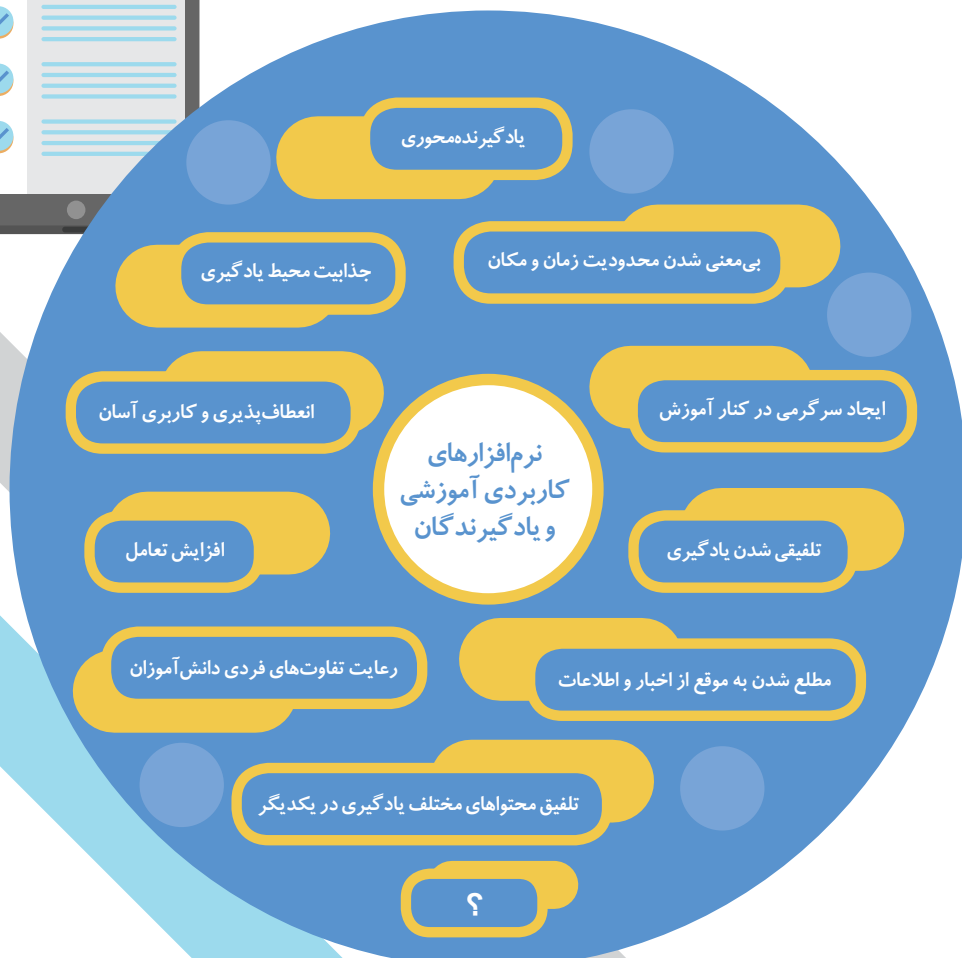 یادگیرنده‌محوری
بی‌معنی شدن محدودیت زمان و مکان
جذابیت محیط یادگیری
ایجاد سرگرمی در کنار آموزش
انعطاف‌پذیری و کاربری آسان
نرم‌افزارهای
کاربردی آموزشی
و یادگیرندگان
تلفیقی شدن یادگیری
افزایش تعامل
مطلع شدن به موقع از اخبار و اطلاعات
رعایت تفاوت‌های فردی دانش‌آموزان
تلفیق محتواهای مختلف یادگیری در یکدیگر
؟